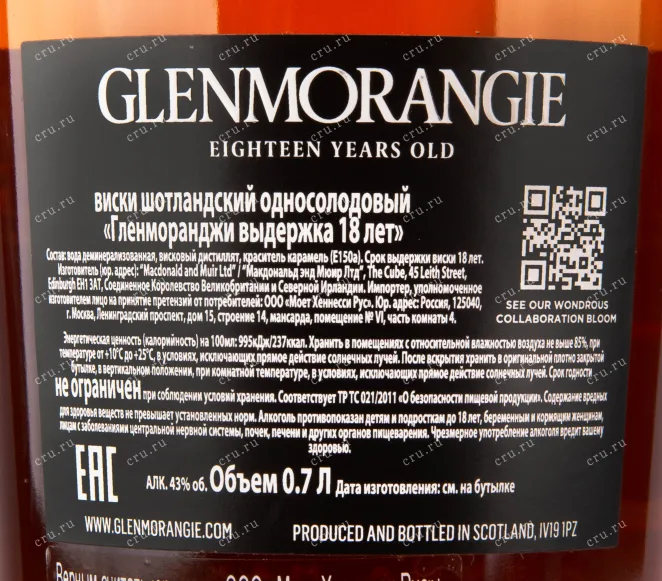 GLENMORANGIE
EIGHTEEN YEARS OLD
виски шотландский односолодовый
«Гленморанджи выдержка 18 лет»
Состав: вода деминерализованная, висковый дистиллят, краситель карамель (E150a). Срок выдержки виски 18 лет.
Изготовитель (юр. адрес): "Macdonald and Muir Ltd" / "Макдональд энд Мюир Лтд", The Cube, 45 Leith Street,
Edinburgh EH1 3AT, Соединенное Королевство Великобритании и Северной Ирландии. Импортер, уполномоченное
изготовителем лицо на принятие претензий от потребителей: ООО «Моет Хеннесси Рус». Юр. адрес: Россия, 125040,
г. Москва, Ленинградский проспект, дом 15, строение 14, мансарда, помещение № VI, часть комнаты 4.
SEE OUR WONDROUS
COLLABORATION BLOOM
Энергетическая ценность (калорийность) на 100мл: 995кДж/237ккал. Хранить в помещениях с относительной влажностью воздуха не выше 85%, при
температуре от +10°С до +25°С, в условиях, исключающих прямое действие солнечных лучей. После вскрытия хранить в оригинальной плотно закрытой
бутылке, в вертикальном положении, при комнатной температуре, в условиях, исключающих прямое действие солнечных лучей. Срок годности
не ограничен при соблюдении условий хранения. Соответствует ТР ТС 021/2011 «О безопасности пищевой продукции». Содержание вредных
для здоровья веществ не превышает установленных норм. Алкоголь противопоказан детям и подросткам до 18 лет, беременным и кормящим женщинам,
лицам с заболеваниями центральной нервной системы, почек, печени и других органов пищеварения. Чрезмерное употребление алкоголя вредит вашему
здоровью.
EAC АЛК. 43% об. Объем 0.7 Л Дата изготовления: см. на бутылке
WWW.GLENMORANGIE.COM PRODUCED AND BOTTLED IN SCOTLAND, IV19 1PZ
cru.ru